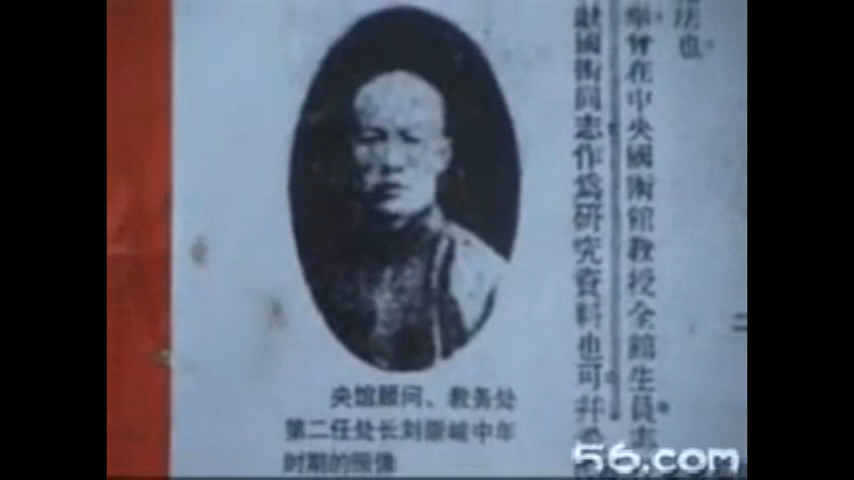 法也
舉曾在中央國術館教授全館生員
獻國術同志作為研究資料也可并
央馆顾问、教务处
第二任处长刘崇峻中年
时期的照像
56.com